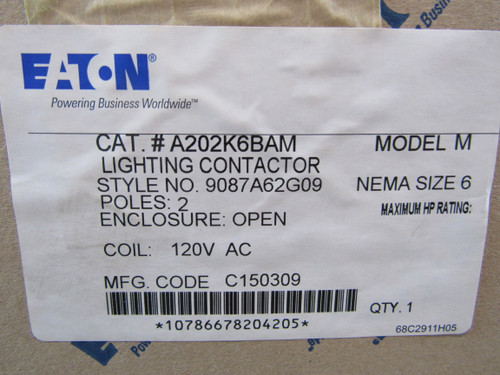 EATON
Powering Business Worldwide™
CAT. # A202K6BAM MODEL M
LIGHTING CONTACTOR
STYLE NO. 9087A62G09 NEMA SIZE 6
POLES: 2 MAXIMUM HP RATING:
ENCLOSURE: OPEN
COIL: 120V AC
MFG. CODE C150309
*10786678204205*
QTY. 1
68C2911H05